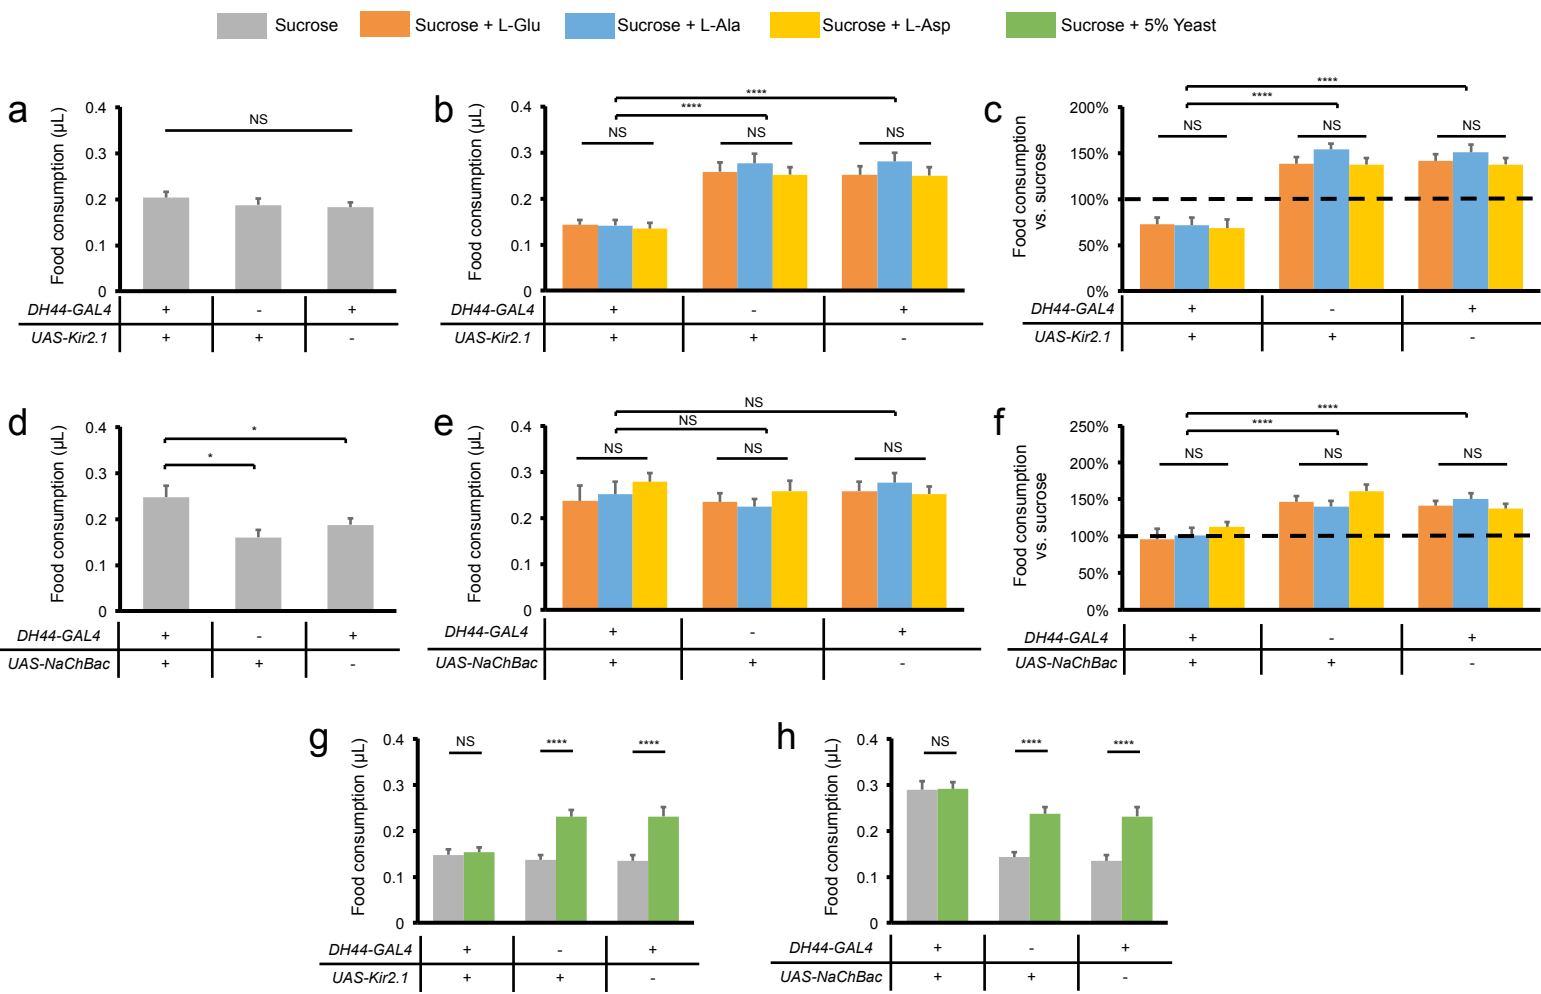 Sucrose Sucrose + L-Glu Sucrose + L-Ala Sucrose + L-Asp Sucrose + 5% Yeast
a
Food consumption (µL)
0.4
0.3
0.2
0.1
0
NS
DH44-GAL4 + - +
UAS-Kir2.1 + + -
b
Food consumption (µL)
0.4
0.3
0.2
0.1
0
****
****
NS NS NS
DH44-GAL4 + - +
UAS-Kir2.1 + + -
c
Food consumption
vs. sucrose
200%
150%
100%
50%
0%
****
****
NS NS NS
DH44-GAL4 + - +
UAS-Kir2.1 + + -
d
Food consumption (µL)
0.4
0.3
0.2
0.1
0
*
*
DH44-GAL4 + - +
UAS-NaChBac + + -
e
Food consumption (µL)
0.4
0.3
0.2
0.1
0
NS
NS
NS NS NS
DH44-GAL4 + - +
UAS-NaChBac + + -
f
Food consumption
vs. sucrose
250%
200%
150%
100%
50%
0%
****
****
NS NS NS
DH44-GAL4 + - +
UAS-NaChBac + + -
g
Food consumption (µL)
0.4
0.3
0.2
0.1
0
NS **** ****
DH44-GAL4 + - +
UAS-Kir2.1 + + -
h
Food consumption (µL)
0.4
0.3
0.2
0.1
0
NS **** ****
DH44-GAL4 + - +
UAS-NaChBac + + -